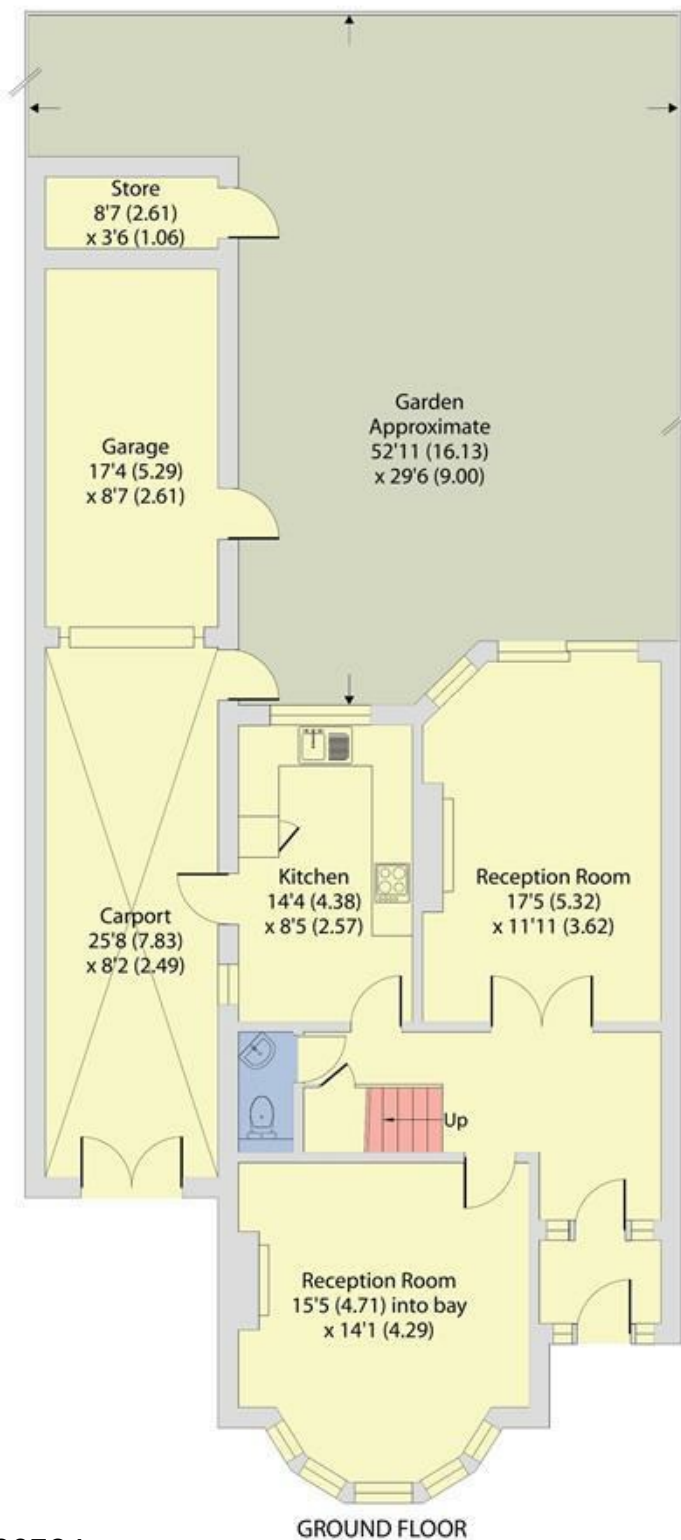 Store
8'7 (2.61)
x 3'6 (1.06)
Garage
17'4 (5.29)
x 8'7 (2.61)
Garden
Approximate
52'11 (16.13)
x 29'6 (9.00)
Kitchen
14'4 (4.38)
x 8'5 (2.57)
Reception Room
17'5 (5.32)
x 11'11 (3.62)
Carport
25'8 (7.83)
x 8'2 (2.49)
Up
Reception Room
15'5 (4.71) into bay
x 14'1 (4.29)
GROUND FLOOR